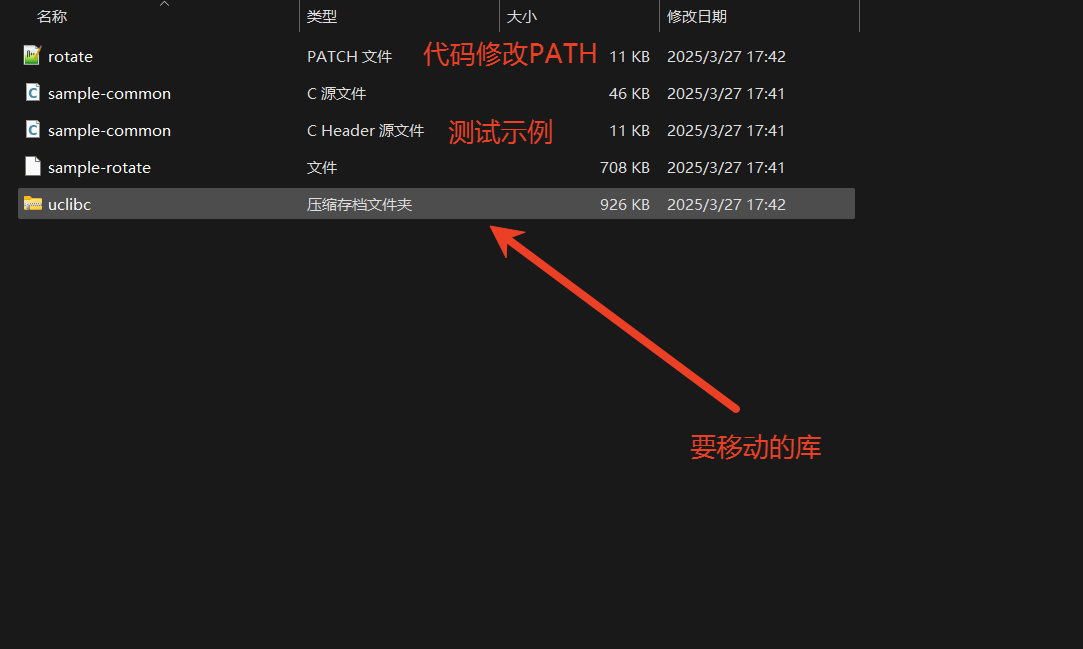 名称 类型 大小 修改日期
rotate PATCH 文件 代码修改PATH 11 KB 2025/3/27 17:42
sample-common C 源文件 46 KB 2025/3/27 17:41
sample-common C Header 源文件 测试示例 11 KB 2025/3/27 17:41
sample-rotate 文件 708 KB 2025/3/27 17:41
uclibc 压缩存档文件夹 926 KB 2025/3/27 17:42
要移动的库